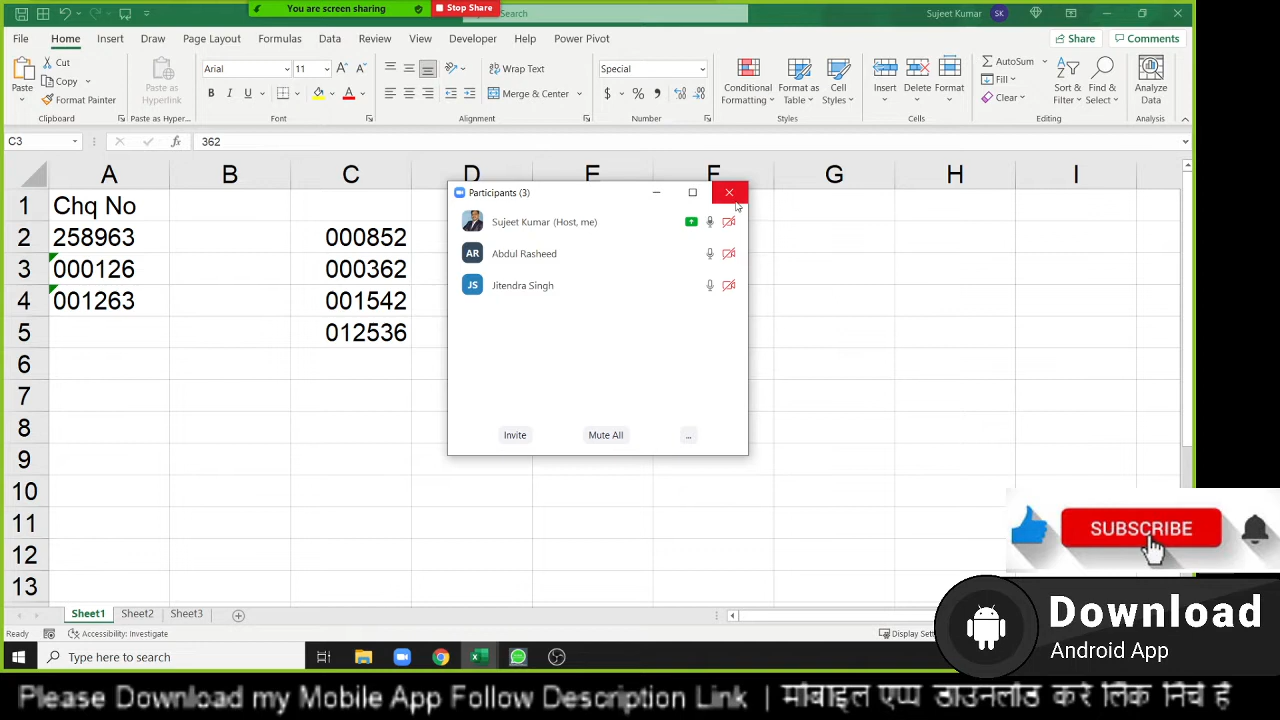 You are screen sharing
Stop Share
Search
Sujeet Kumar
SK
File Home Insert Draw Page Layout Formulas Data Review View Developer Help Power Pivot
Share
Comments
Paste
Cut
Copy
Format Painter
Paste as Hyperlink
Arial
11
B I U
Wrap Text
Merge & Center
Special
$ % 9
Conditional Formatting
Format as Table
Cell Styles
Insert
Delete
Format
AutoSum
Fill
Clear
Sort & Filter
Find & Select
Analyze Data
Clipboard
Paste as Hyper...
Font
Alignment
Number
Styles
Cells
Editing
Analysis
C3
fx
362
A B C D E F G H I
1 Chq No
2 258963 000852
3 000126 000362
4 001263 001542
5 012536
6
7
8
9
10
11
12
13
Participants (3)
Sujeet Kumar (Host, me)
AR Abdul Rasheed
JS Jitendra Singh
Invite
Mute All
...
SUBSCRIBE
Download
Android App
Sheet1 Sheet2 Sheet3
Ready
Accessibility: Investigate
Display Sett
Type here to search
Please Download my Mobile App Follow Description Link | मोबाइल एप्प डाउनलोड करे लिंक निचे है